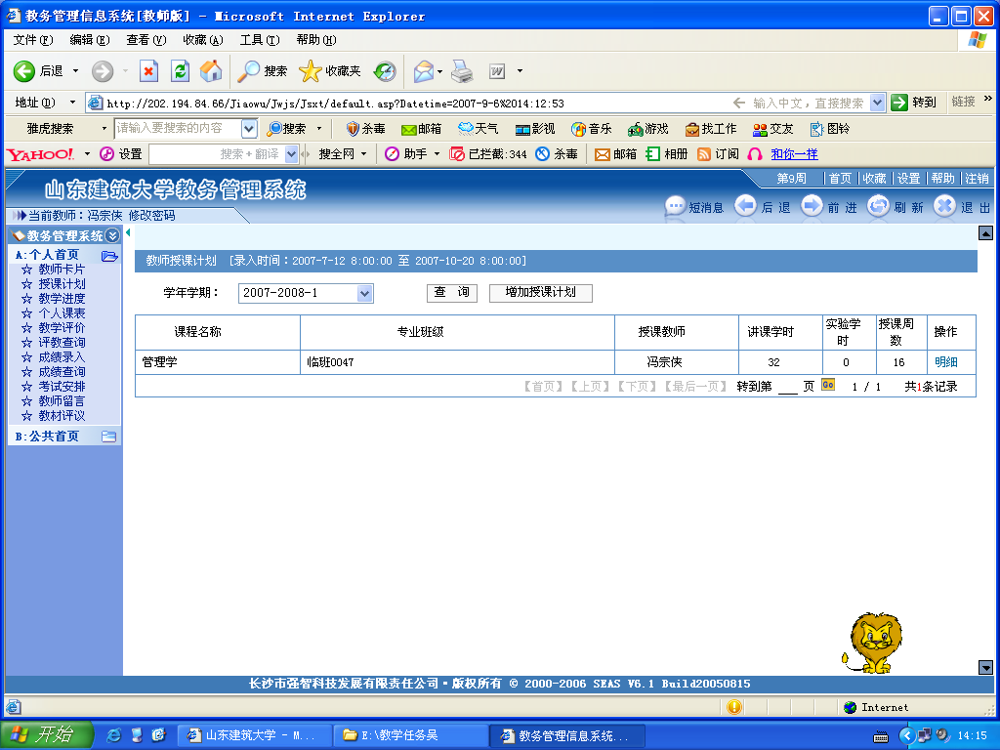 教务管理信息系统[教师版] - Microsoft Internet Explorer
文件(F) 编辑(E) 查看(V) 收藏(A) 工具(T) 帮助(H)
后退 搜索 收藏夹
地址(D) http://202.194.84.66/Jiaowu/Jwjs/Jsxt/default.asp?Datetime=2007-9-6%2014:12:53 输入中文，直接搜索 转到 链接 »
雅虎搜索 请输入要搜索的内容 搜索 杀毒 邮箱 天气 影视 音乐 游戏 找工作 交友 图铃
YAHOO! 设置 搜索+翻译 搜全网 助手 已拦截:344 杀毒 邮箱 相册 订阅 和你一样
山东建筑大学教务管理系统
第9周 首页 收藏 设置 帮助 注销
短消息 后退 前进 刷新 退出
当前教师：冯宗侠 修改密码
教务管理系统
A:个人首页
☆ 教师卡片
☆ 授课计划
☆ 教学进度
☆ 个人课表
☆ 教学评价
☆ 评教查询
☆ 成绩录入
☆ 成绩查询
☆ 考试安排
☆ 教师留言
☆ 教材评议
B:公共首页
教师授课计划 [录入时间：2007-7-12 8:00:00 至 2007-10-20 8:00:00]
学年学期： 2007-2008-1 查 询 增加授课计划
课程名称 专业班级 授课教师 讲课学时 实验学时 授课周数 操作
管理学 临班0047 冯宗侠 32 0 16 明细
【首页】【上页】【下页】【最后一页】 转到第 页 Go 1 / 1 共1条记录
长沙市强智科技发展有限责任公司·版权所有 © 2000-2006 SEAS V6.1 Build20050815
Internet
开始 山东建筑大学 - M... E:\教学任务吴 教务管理信息系统... 14:15